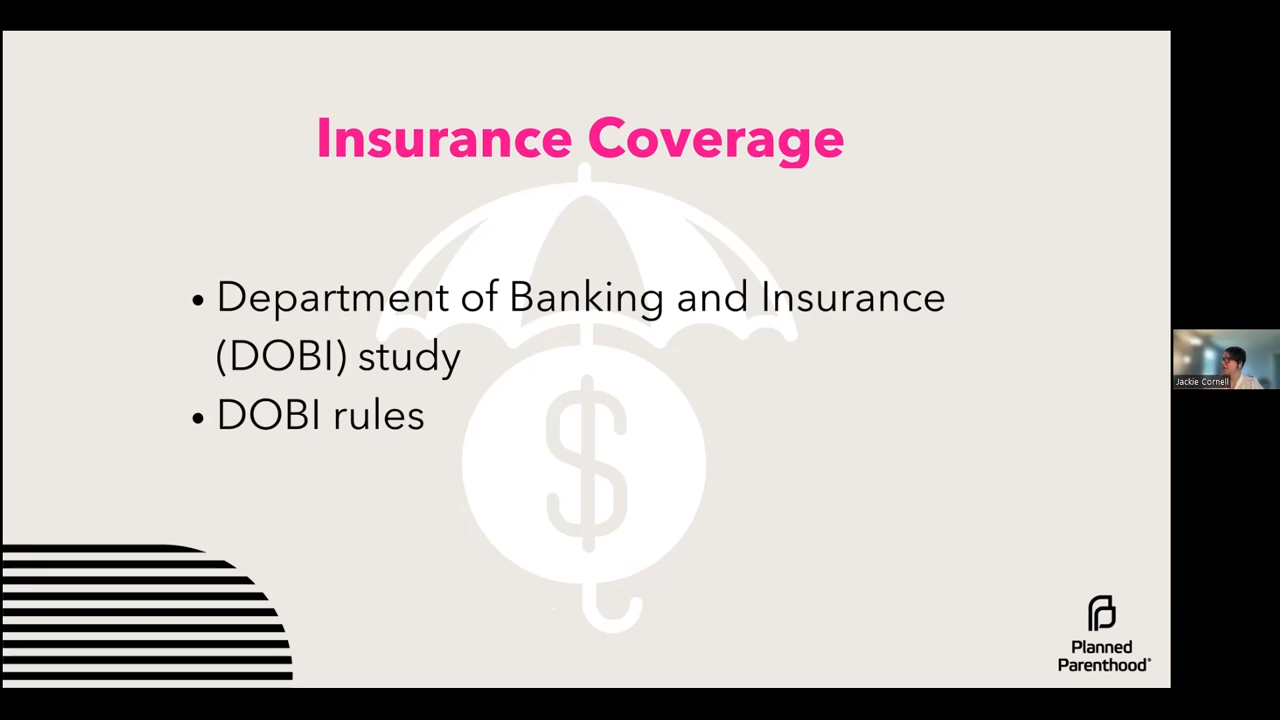 Insurance Coverage
• Department of Banking and Insurance
(DOBI) study
• DOBI rules
$
Jackie Cornell
Planned
Parenthood®